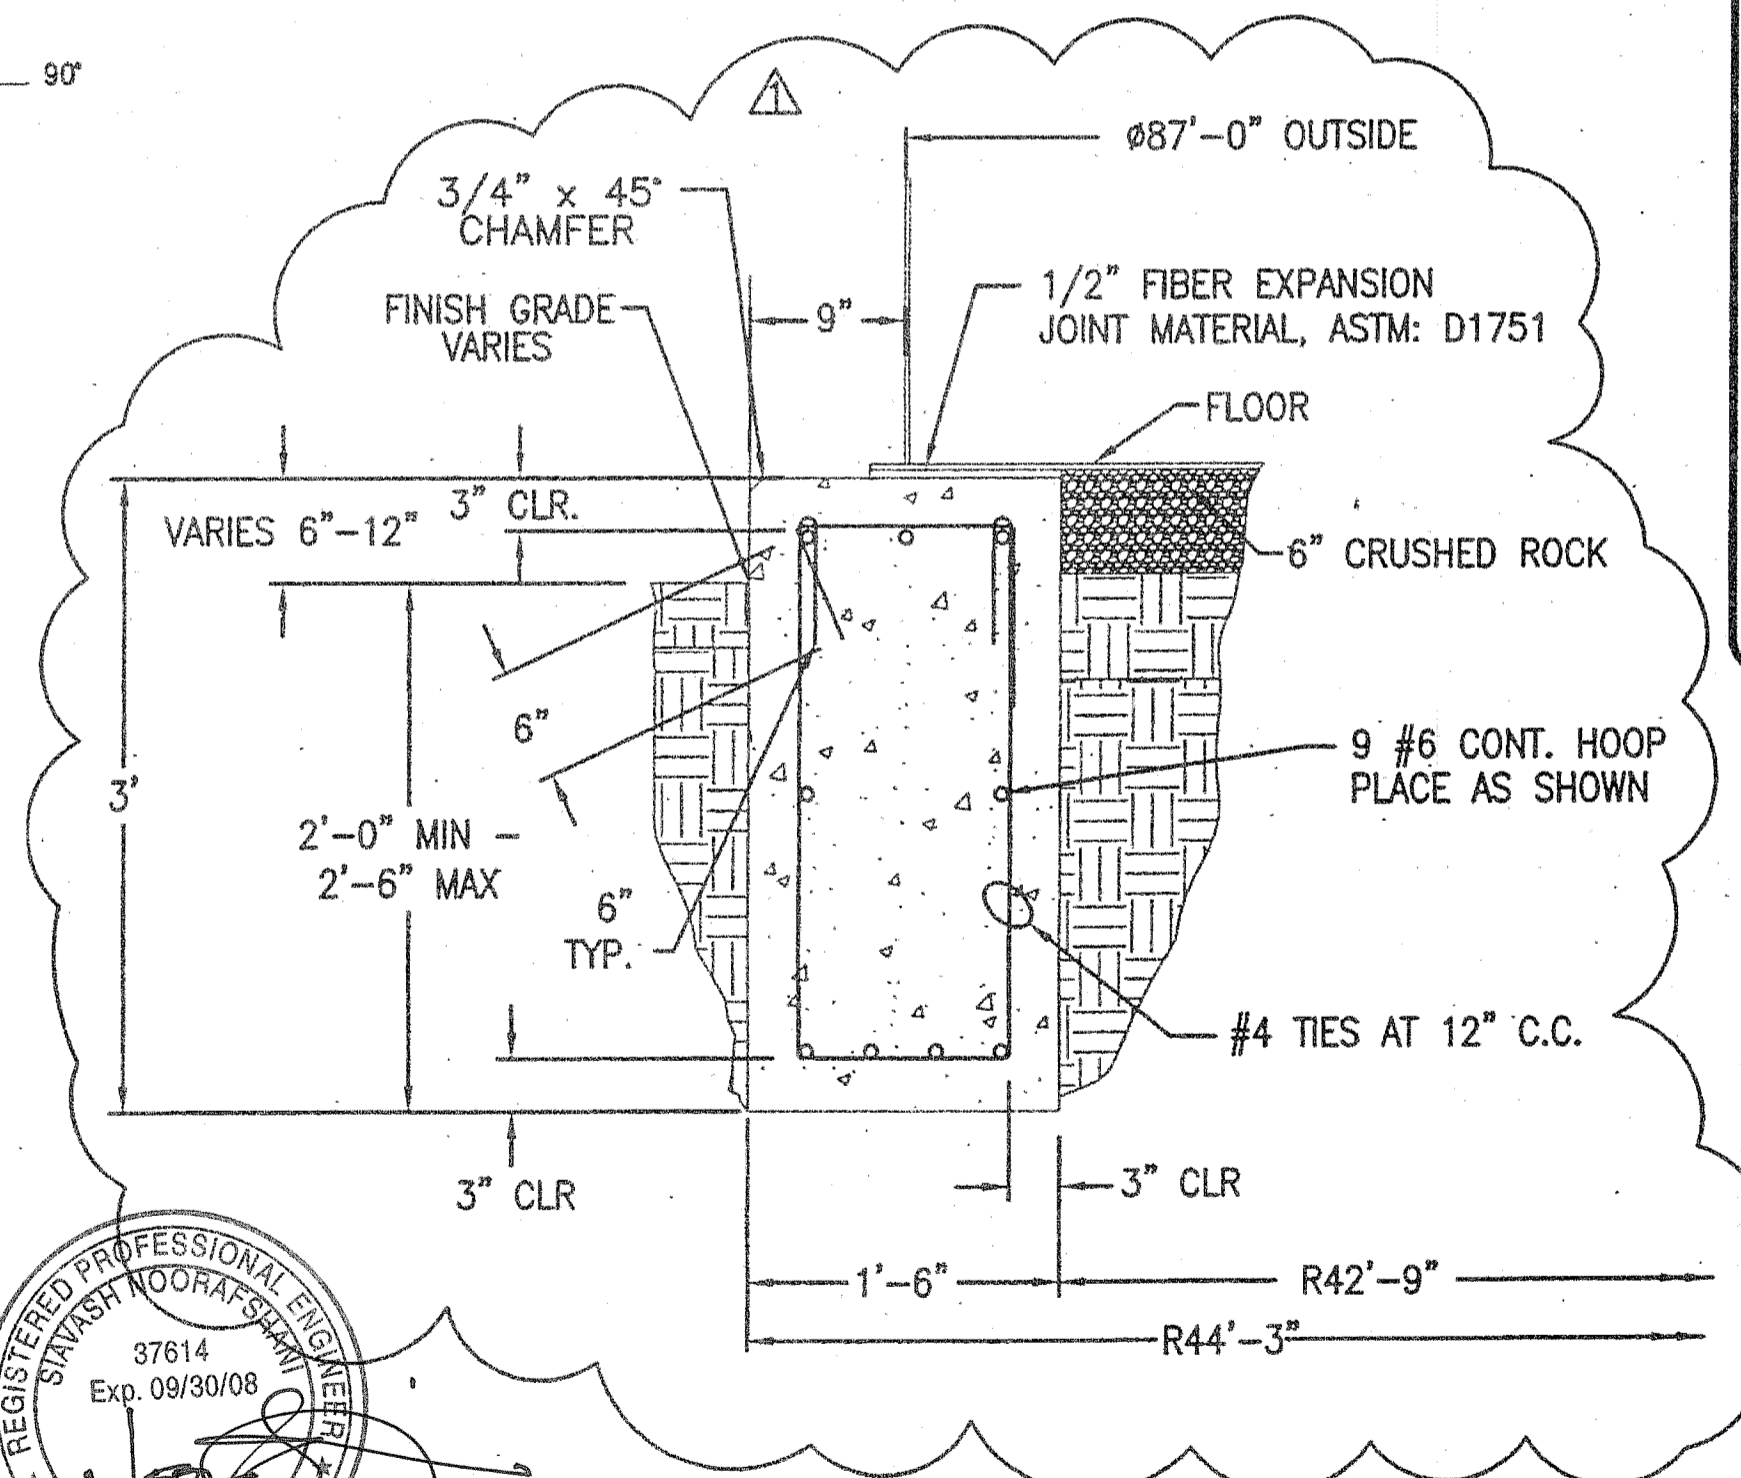 90°
1
ø87'-0" OUTSIDE
3/4" x 45°
CHAMFER
FINISH GRADE
VARIES
9"
1/2" FIBER EXPANSION
JOINT MATERIAL, ASTM: D1751
FLOOR
3" CLR.
VARIES 6"-12"
6" CRUSHED ROCK
6"
9 #6 CONT. HOOP
PLACE AS SHOWN
3'
2'-0" MIN -
2'-6" MAX
6"
TYP.
#4 TIES AT 12" C.C.
3" CLR
3" CLR
1'-6"
R42'-9"
R44'-3"
REGISTERED PROFESSIONAL ENGINEER
SIAVASH NOORAFSHANI
37614
Exp. 09/30/08